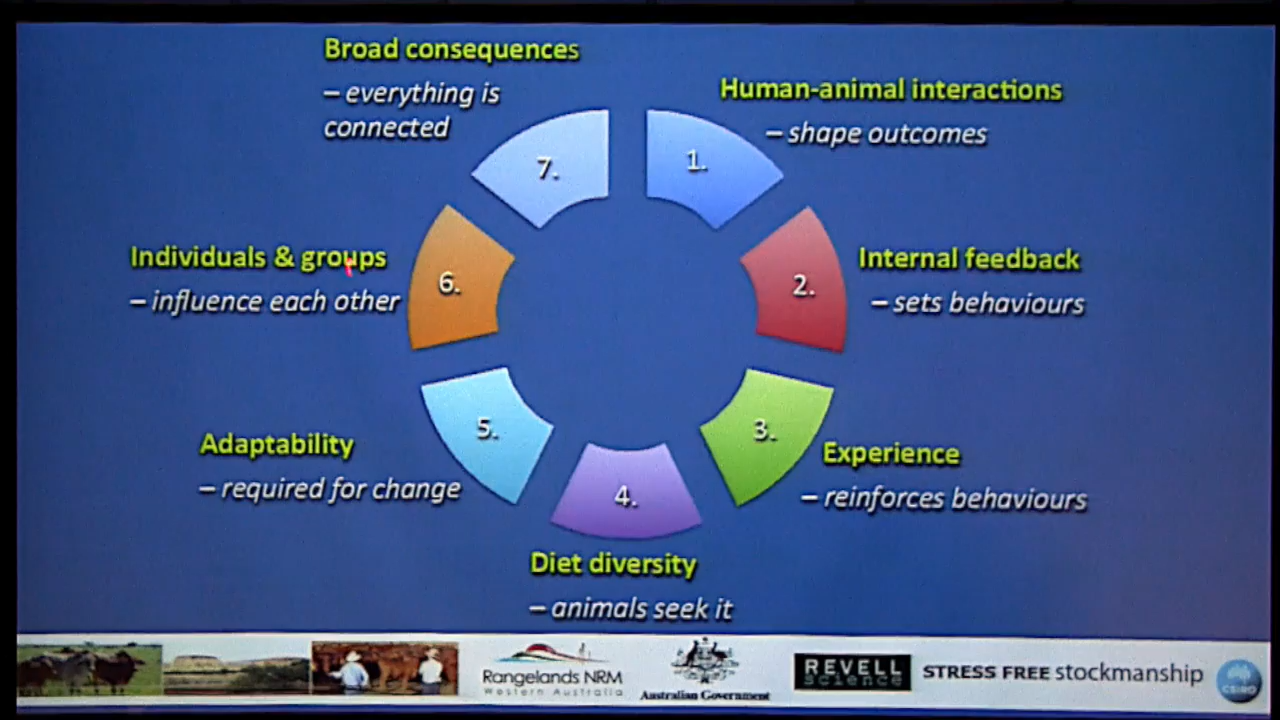 Broad consequences
– everything is
connected
Human-animal interactions
– shape outcomes
7.
1.
Individuals & groups
– influence each other
6.
2.
Internal feedback
– sets behaviours
Adaptability
– required for change
5.
3.
Experience
– reinforces behaviours
4.
Diet diversity
– animals seek it
Rangelands NRM
Western Australia
Australian Government
REVELL
science
STRESS FREE stockmanship
CSIRO